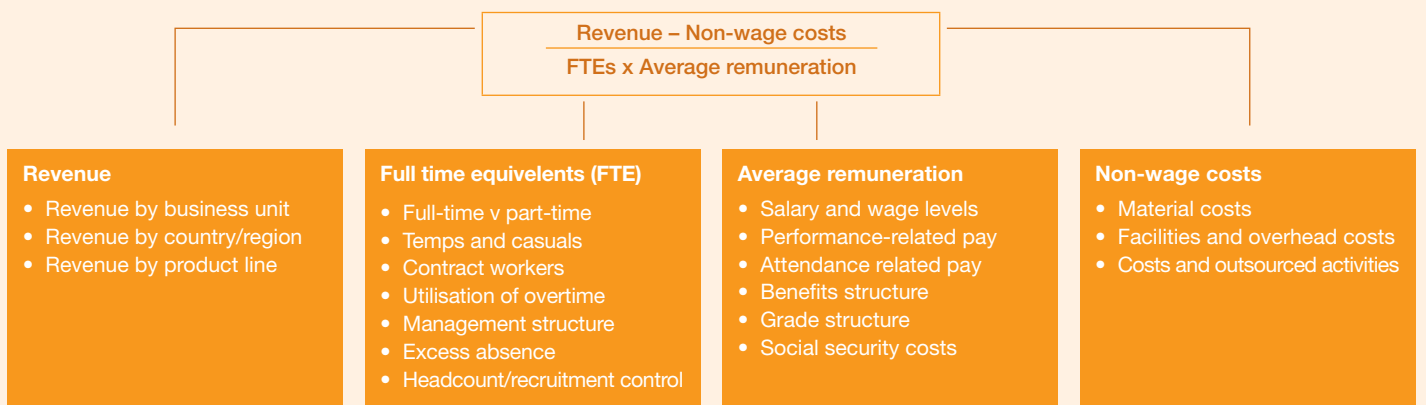 Revenue – Non-wage costs
FTEs x Average remuneration
Revenue
• Revenue by business unit
• Revenue by country/region
• Revenue by product line
Full time equivelents (FTE)
• Full-time v part-time
• Temps and casuals
• Contract workers
• Utilisation of overtime
• Management structure
• Excess absence
• Headcount/recruitment control
Average remuneration
• Salary and wage levels
• Performance-related pay
• Attendance related pay
• Benefits structure
• Grade structure
• Social security costs
Non-wage costs
• Material costs
• Facilities and overhead costs
• Costs and outsourced activities